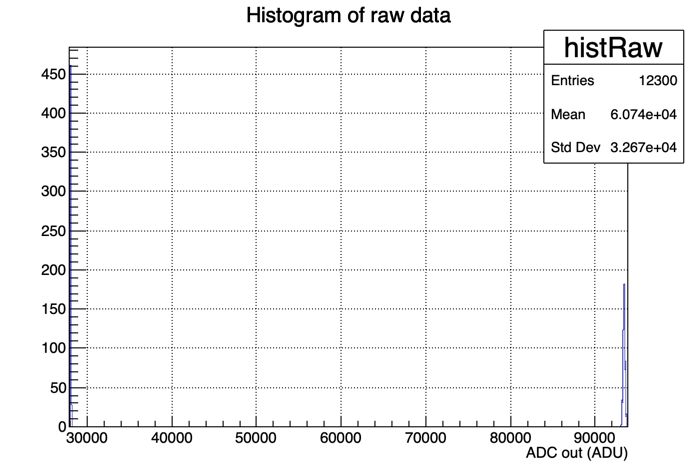 Histogram of raw data
histRaw
Entries 12300
Mean 6.074e+04
Std Dev 3.267e+04
450
400
350
300
250
200
150
100
50
0
30000 40000 50000 60000 70000 80000 90000
ADC out (ADU)